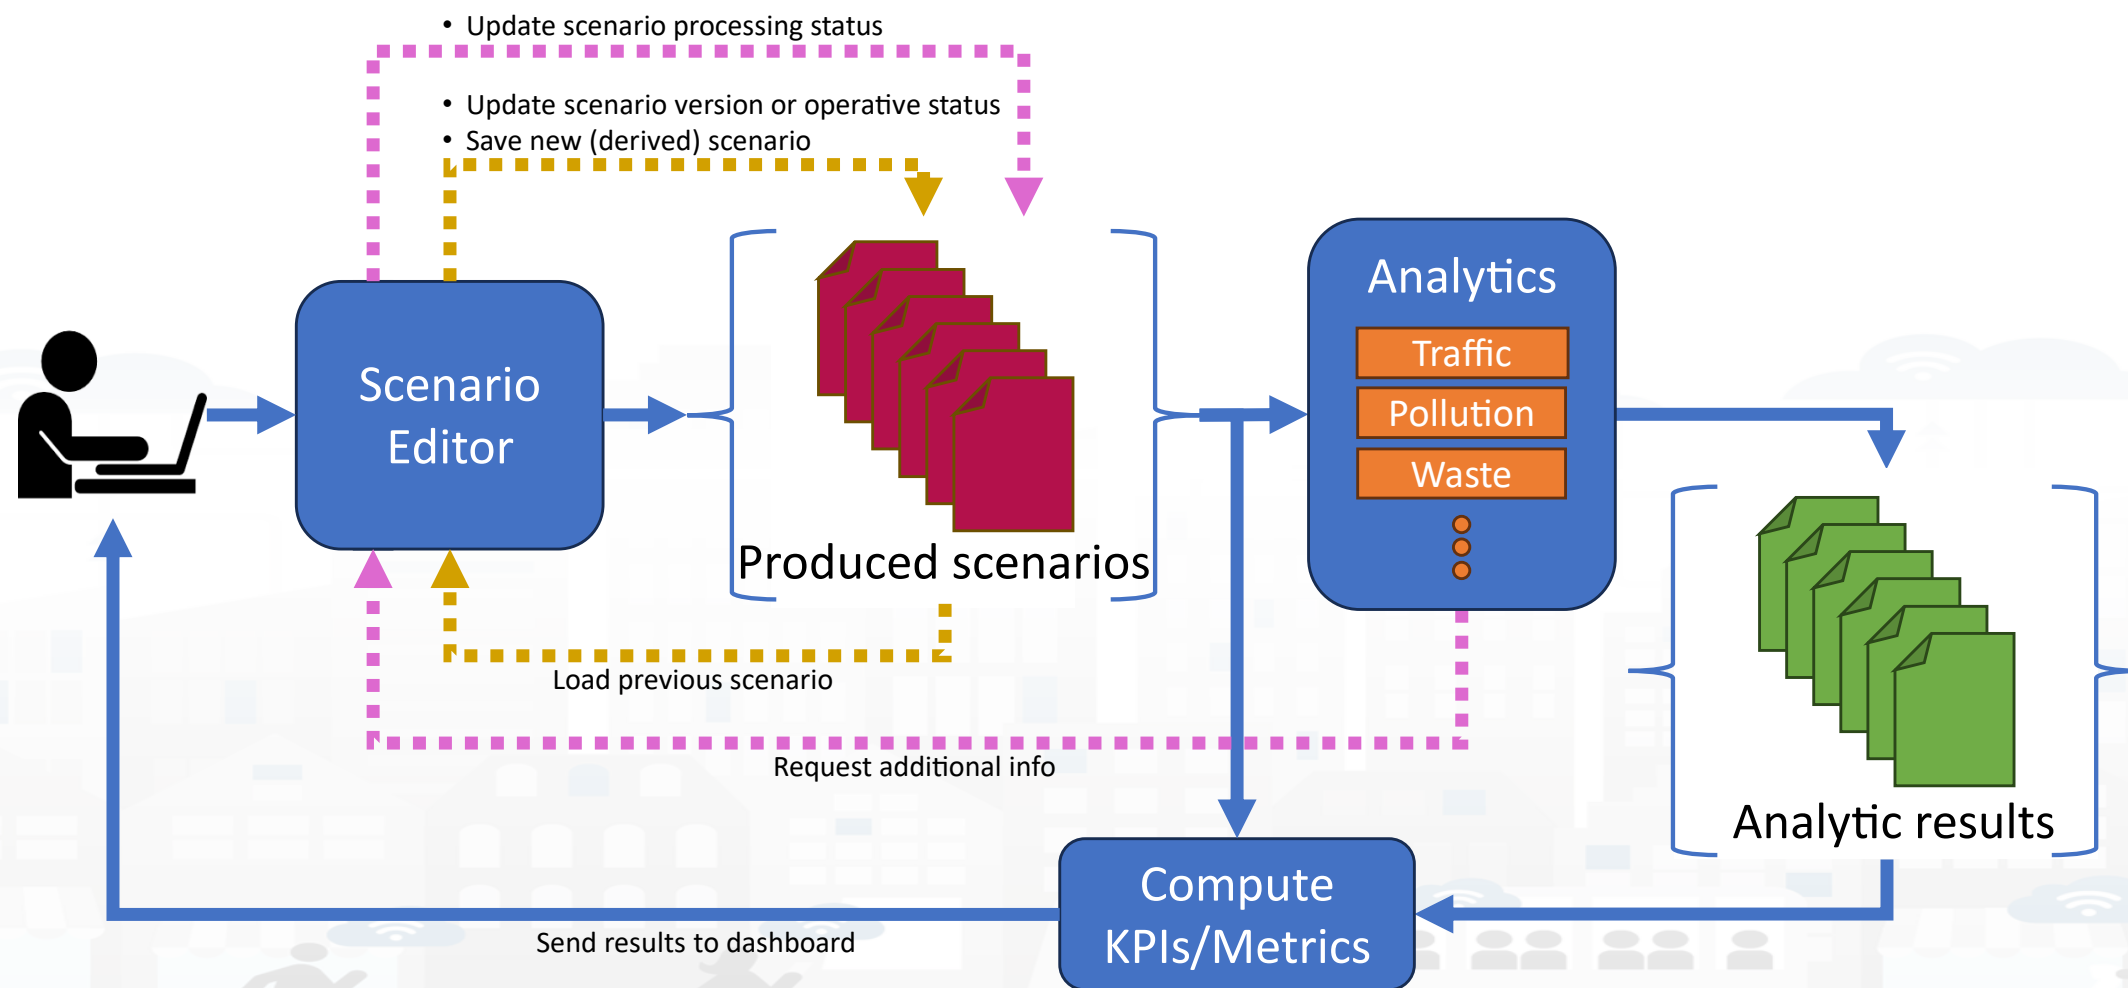 • Update scenario processing status
• Update scenario version or operative status
• Save new (derived) scenario
Scenario
Editor
Produced scenarios
Analytics
Traffic
Pollution
Waste
Load previous scenario
Request additional info
Analytic results
Compute
KPIs/Metrics
Send results to dashboard